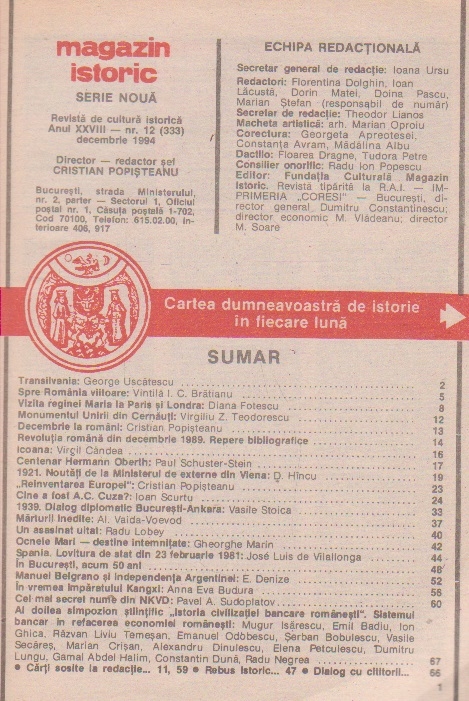 magazin
istoric
SERIE NOUĂ
Revistă de cultură istorică
Anul XXVIII — nr. 12 (333)
decembrie 1994
Director — redactor șef
CRISTIAN POPIȘTEANU
București, strada Ministerului,
nr. 2, parter — Sectorul 1, Oficiul
poștal nr. 1, Căsuța poștală 1-702,
Cod 70100, Telefon: 615.02.00, In-
terioare 406, 917
ECHIPA REDACȚIONALĂ
Secretar general de redacție: Ioana Ursu
Redactori: Florentina Dolghin, Ioan
Lăcustă, Dorin Matei, Doina Pascu,
Marian Ștefan (responsabil de număr)
Secretar de redacție: Theodor Lianos
Macheta artistică: arh. Marian Oproiu
Corectura: Georgeta Apreotesei,
Constanța Avram, Mădălina Albu
Dactilo: Floarea Dragne, Tudora Petre
Consilier onorific: Radu Ion Popescu
Editor: Fundația Culturală Magazin
Istoric. Revistă tipărită la R.A.I. — IM-
PRIMERIA „CORESI” — București, di-
rector general Dumitru Constantinescu;
director economic M. Vlădeanu; director
M. Soare
Cartea dumneavoastră de istorie
în fiecare lună
SUMAR
Transilvania: George Uscătescu 2
Spre România viitoare: Vintilă I. C. Brătianu 5
Vizita reginei Maria la Paris și Londra: Diana Fotescu 8
Monumentul Unirii din Cernăuți: Virgiliu Z. Teodorescu 12
Decembrie la români: Cristian Popișteanu 13
Revoluția română din decembrie 1989. Repere bibliografice 14
Icoana: Virgil Cândea 16
Centenar Hermann Oberth: Paul Schuster-Stein 17
1921. Noutăți de la Ministerul de externe din Viena: D. Hîncu 19
„Reinventarea Europei”: Cristian Popișteanu 23
Cine a fost A.C. Cuza?: Ioan Scurtu 24
1939. Dialog diplomatic București-Ankara: Vasile Stoica 33
Mărturii inedite: Al. Vaida-Voevod 37
Un asasinat uitat: Radu Lobey 40
Ocnele Mari — destine întemnițate: Gheorghe Marin 42
Spania. Lovitura de stat din 23 februarie 1981: José Luis de Vilallonga 44
În București, acum 50 ani 48
Manuel Belgrano și independența Argentinei: E. Denize 52
În vremea împăratului Kangxi: Anna Eva Budura 56
Cel mai secret număr din NKVD: Pavel A. Sudoplatov 60
Al doilea simpozion științific „Istoria civilizației bancare românești”. Sistemul
bancar în refacerea economiei românești: Mugur Isărescu, Emil Badiu, Ion
Ghica, Răzvan Liviu Temeșan, Emanuel Odobescu, Șerban Bobulescu, Vasile
Secăreș, Marian Crișan, Alexandru Dinulescu, Elena Petculescu, Dumitru
Lungu, Gamal Abdel Halim, Constantin Dună, Radu Negrea 67
● Cărți sosite la redacție... 11, 59 ● Rebus istoric... 47 ● Dialog cu cititorii... 66
1